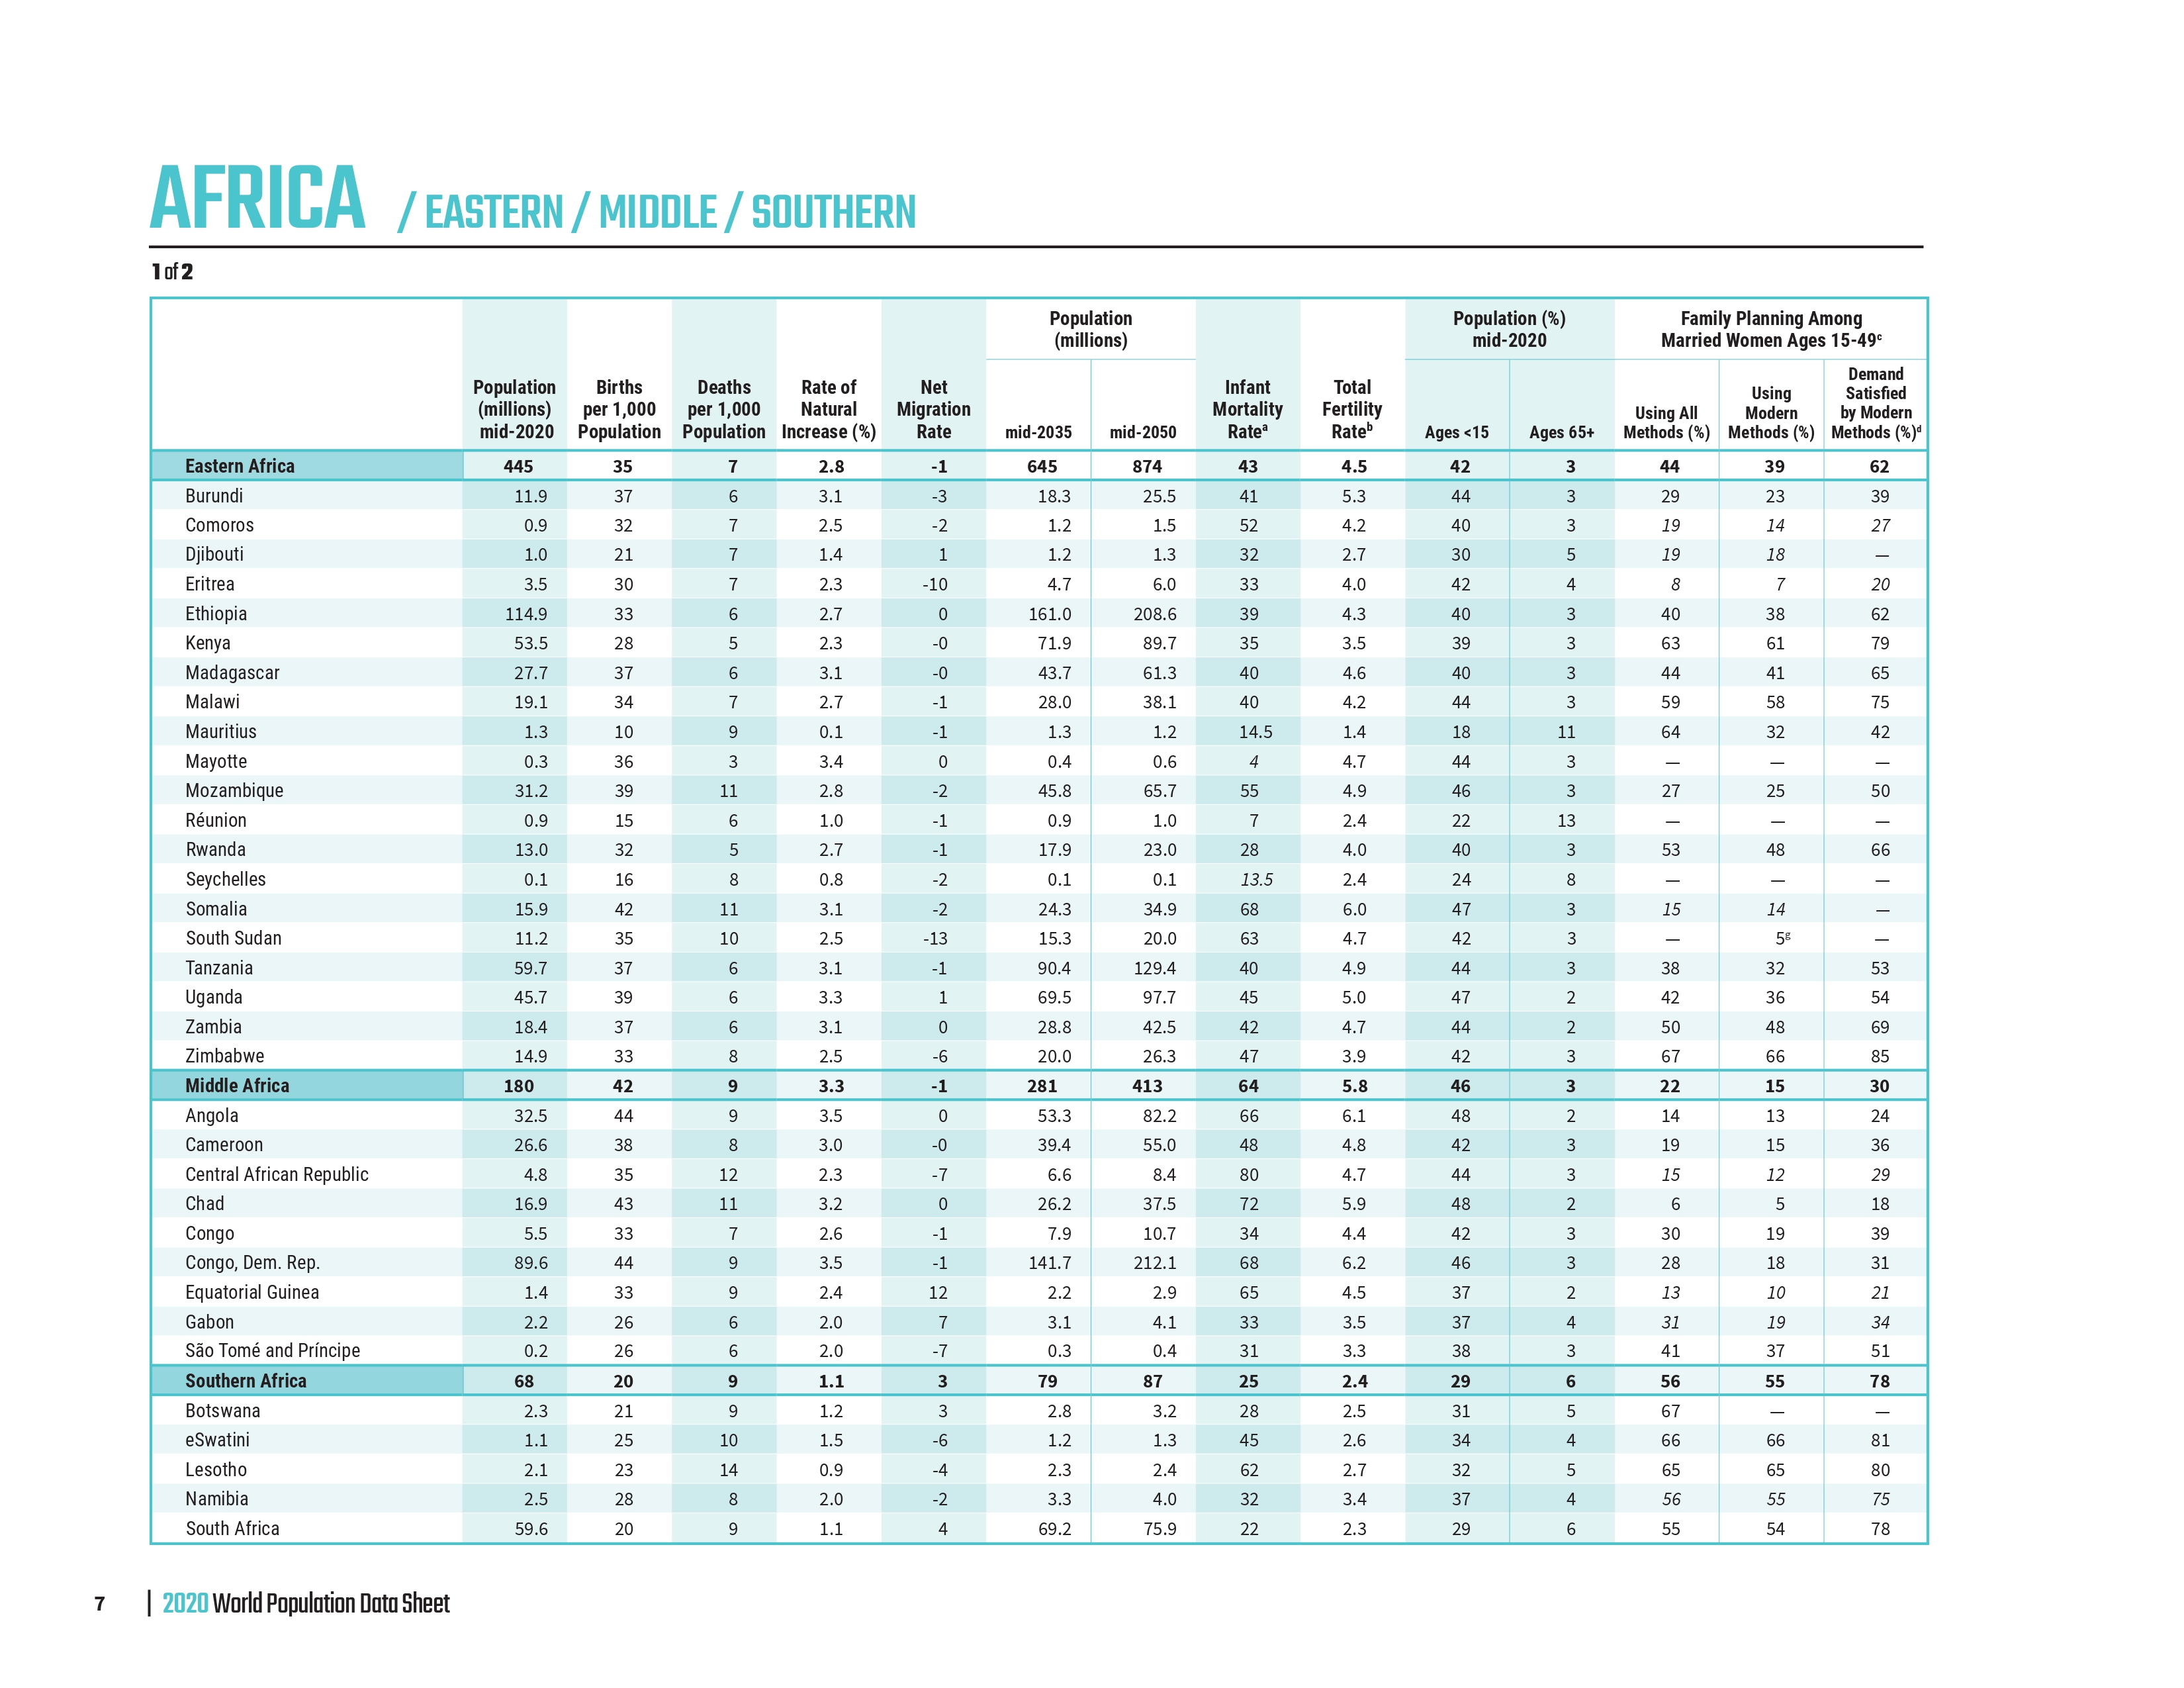 AFRICA / EASTERN / MIDDLE / SOUTHERN
1 of 2
Population (millions) Population (%) mid-2020 Family Planning Among Married Women Ages 15-49ᶜ
Population (millions) mid-2020 Births per 1,000 Population Deaths per 1,000 Population Rate of Natural Increase (%) Net Migration Rate mid-2035 mid-2050 Infant Mortality Rateᵃ Total Fertility Rateᵇ Ages <15 Ages 65+ Using All Methods (%) Using Modern Methods (%) Demand Satisfied by Modern Methods (%)ᵈ
Eastern Africa 445 35 7 2.8 -1 645 874 43 4.5 42 3 44 39 62
Burundi 11.9 37 6 3.1 -3 18.3 25.5 41 5.3 44 3 29 23 39
Comoros 0.9 32 7 2.5 -2 1.2 1.5 52 4.2 40 3 19 14 27
Djibouti 1.0 21 7 1.4 1 1.2 1.3 32 2.7 30 5 19 18 —
Eritrea 3.5 30 7 2.3 -10 4.7 6.0 33 4.0 42 4 8 7 20
Ethiopia 114.9 33 6 2.7 0 161.0 208.6 39 4.3 40 3 40 38 62
Kenya 53.5 28 5 2.3 -0 71.9 89.7 35 3.5 39 3 63 61 79
Madagascar 27.7 37 6 3.1 -0 43.7 61.3 40 4.6 40 3 44 41 65
Malawi 19.1 34 7 2.7 -1 28.0 38.1 40 4.2 44 3 59 58 75
Mauritius 1.3 10 9 0.1 -1 1.3 1.2 14.5 1.4 18 11 64 32 42
Mayotte 0.3 36 3 3.4 0 0.4 0.6 4 4.7 44 3 — — —
Mozambique 31.2 39 11 2.8 -2 45.8 65.7 55 4.9 46 3 27 25 50
Réunion 0.9 15 6 1.0 -1 0.9 1.0 7 2.4 22 13 — — —
Rwanda 13.0 32 5 2.7 -1 17.9 23.0 28 4.0 40 3 53 48 66
Seychelles 0.1 16 8 0.8 -2 0.1 0.1 13.5 2.4 24 8 — — —
Somalia 15.9 42 11 3.1 -2 24.3 34.9 68 6.0 47 3 15 14 —
South Sudan 11.2 35 10 2.5 -13 15.3 20.0 63 4.7 42 3 — 5ᵍ —
Tanzania 59.7 37 6 3.1 -1 90.4 129.4 40 4.9 44 3 38 32 53
Uganda 45.7 39 6 3.3 1 69.5 97.7 45 5.0 47 2 42 36 54
Zambia 18.4 37 6 3.1 0 28.8 42.5 42 4.7 44 2 50 48 69
Zimbabwe 14.9 33 8 2.5 -6 20.0 26.3 47 3.9 42 3 67 66 85
Middle Africa 180 42 9 3.3 -1 281 413 64 5.8 46 3 22 15 30
Angola 32.5 44 9 3.5 0 53.3 82.2 66 6.1 48 2 14 13 24
Cameroon 26.6 38 8 3.0 -0 39.4 55.0 48 4.8 42 3 19 15 36
Central African Republic 4.8 35 12 2.3 -7 6.6 8.4 80 4.7 44 3 15 12 29
Chad 16.9 43 11 3.2 0 26.2 37.5 72 5.9 48 2 6 5 18
Congo 5.5 33 7 2.6 -1 7.9 10.7 34 4.4 42 3 30 19 39
Congo, Dem. Rep. 89.6 44 9 3.5 -1 141.7 212.1 68 6.2 46 3 28 18 31
Equatorial Guinea 1.4 33 9 2.4 12 2.2 2.9 65 4.5 37 2 13 10 21
Gabon 2.2 26 6 2.0 7 3.1 4.1 33 3.5 37 4 31 19 34
São Tomé and Príncipe 0.2 26 6 2.0 -7 0.3 0.4 31 3.3 38 3 41 37 51
Southern Africa 68 20 9 1.1 3 79 87 25 2.4 29 6 56 55 78
Botswana 2.3 21 9 1.2 3 2.8 3.2 28 2.5 31 5 67 — —
eSwatini 1.1 25 10 1.5 -6 1.2 1.3 45 2.6 34 4 66 66 81
Lesotho 2.1 23 14 0.9 -4 2.3 2.4 62 2.7 32 5 65 65 80
Namibia 2.5 28 8 2.0 -2 3.3 4.0 32 3.4 37 4 56 55 75
South Africa 59.6 20 9 1.1 4 69.2 75.9 22 2.3 29 6 55 54 78
7 | 2020 World Population Data Sheet